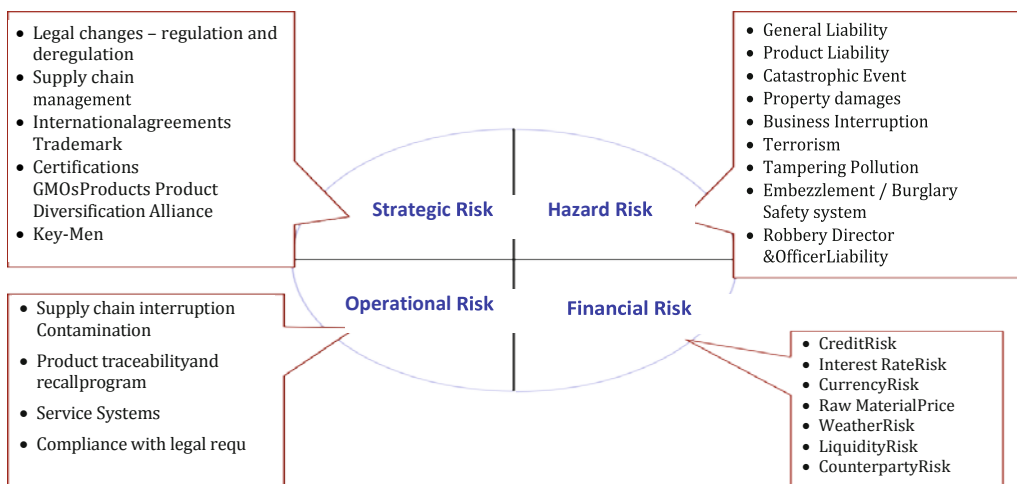 • Legal changes – regulation and
deregulation
• Supply chain
management
• Internationalagreements
Trademark
• Certifications
GMOsProducts Product
Diversification Alliance
• Key-Men
• General Liability
• Product Liability
• Catastrophic Event
• Property damages
• Business Interruption
• Terrorism
• Tampering Pollution
• Embezzlement / Burglary
Safety system
• Robbery Director
&OfficerLiability
Strategic Risk
Hazard Risk
Operational Risk
Financial Risk
• Supply chain interruption
Contamination
• Product traceabilityand
recallprogram
• Service Systems
• Compliance with legal requ
• CreditRisk
• Interest RateRisk
• CurrencyRisk
• Raw MaterialPrice
• WeatherRisk
• LiquidityRisk
• CounterpartyRisk